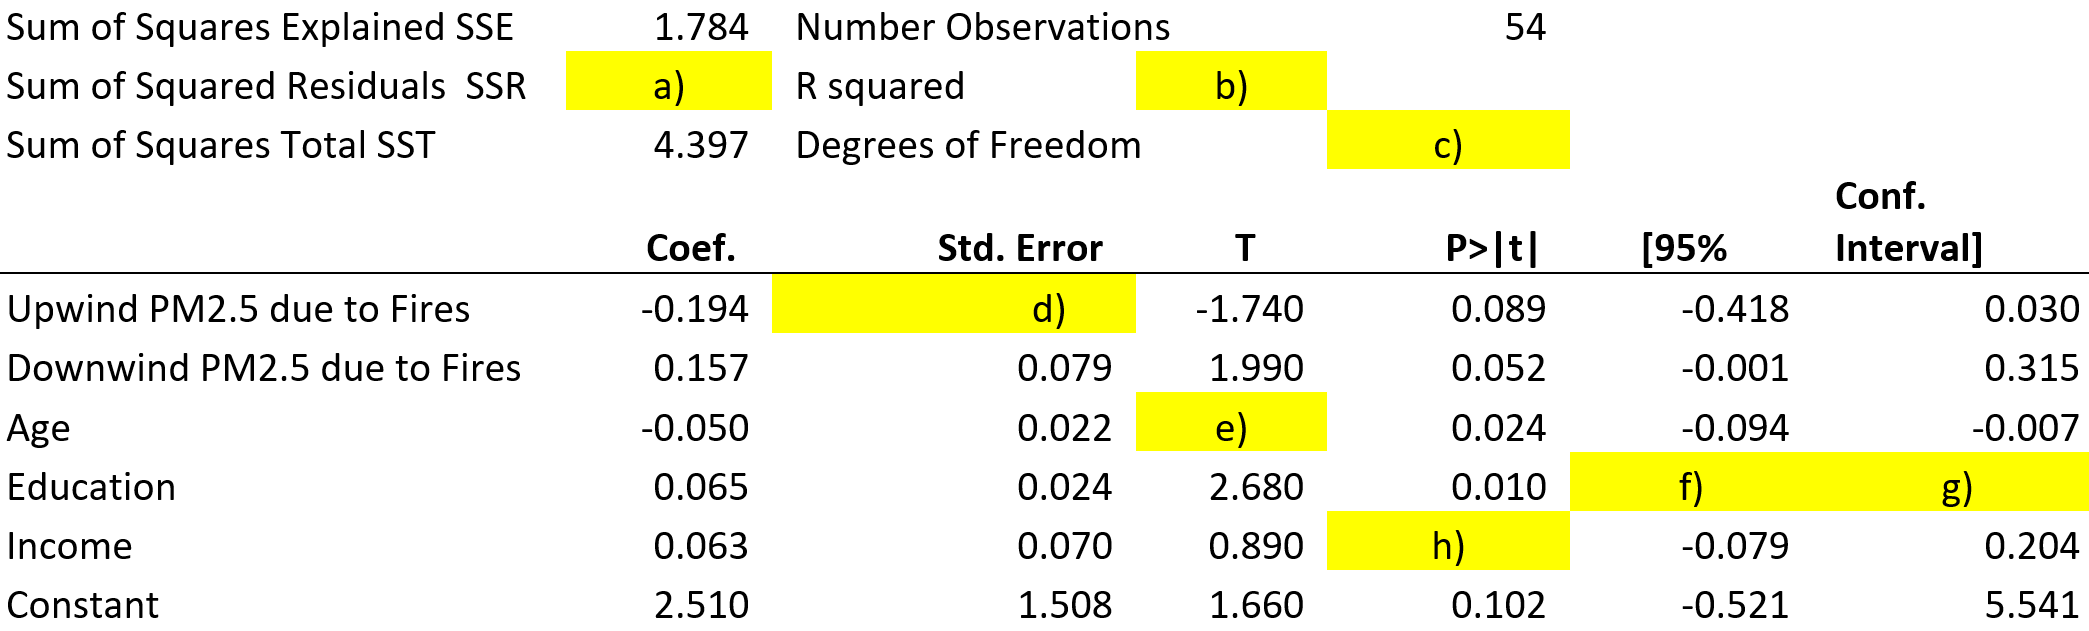 Sum of Squares Explained SSE 1.784 Number Observations 54
Sum of Squared Residuals SSR a) R squared b)
Sum of Squares Total SST 4.397 Degrees of Freedom c)
Conf.
Coef. Std. Error T P>|t| [95% Interval]
Upwind PM2.5 due to Fires -0.194 d) -1.740 0.089 -0.418 0.030
Downwind PM2.5 due to Fires 0.157 0.079 1.990 0.052 -0.001 0.315
Age -0.050 0.022 e) 0.024 -0.094 -0.007
Education 0.065 0.024 2.680 0.010 f) g)
Income 0.063 0.070 0.890 h) -0.079 0.204
Constant 2.510 1.508 1.660 0.102 -0.521 5.541